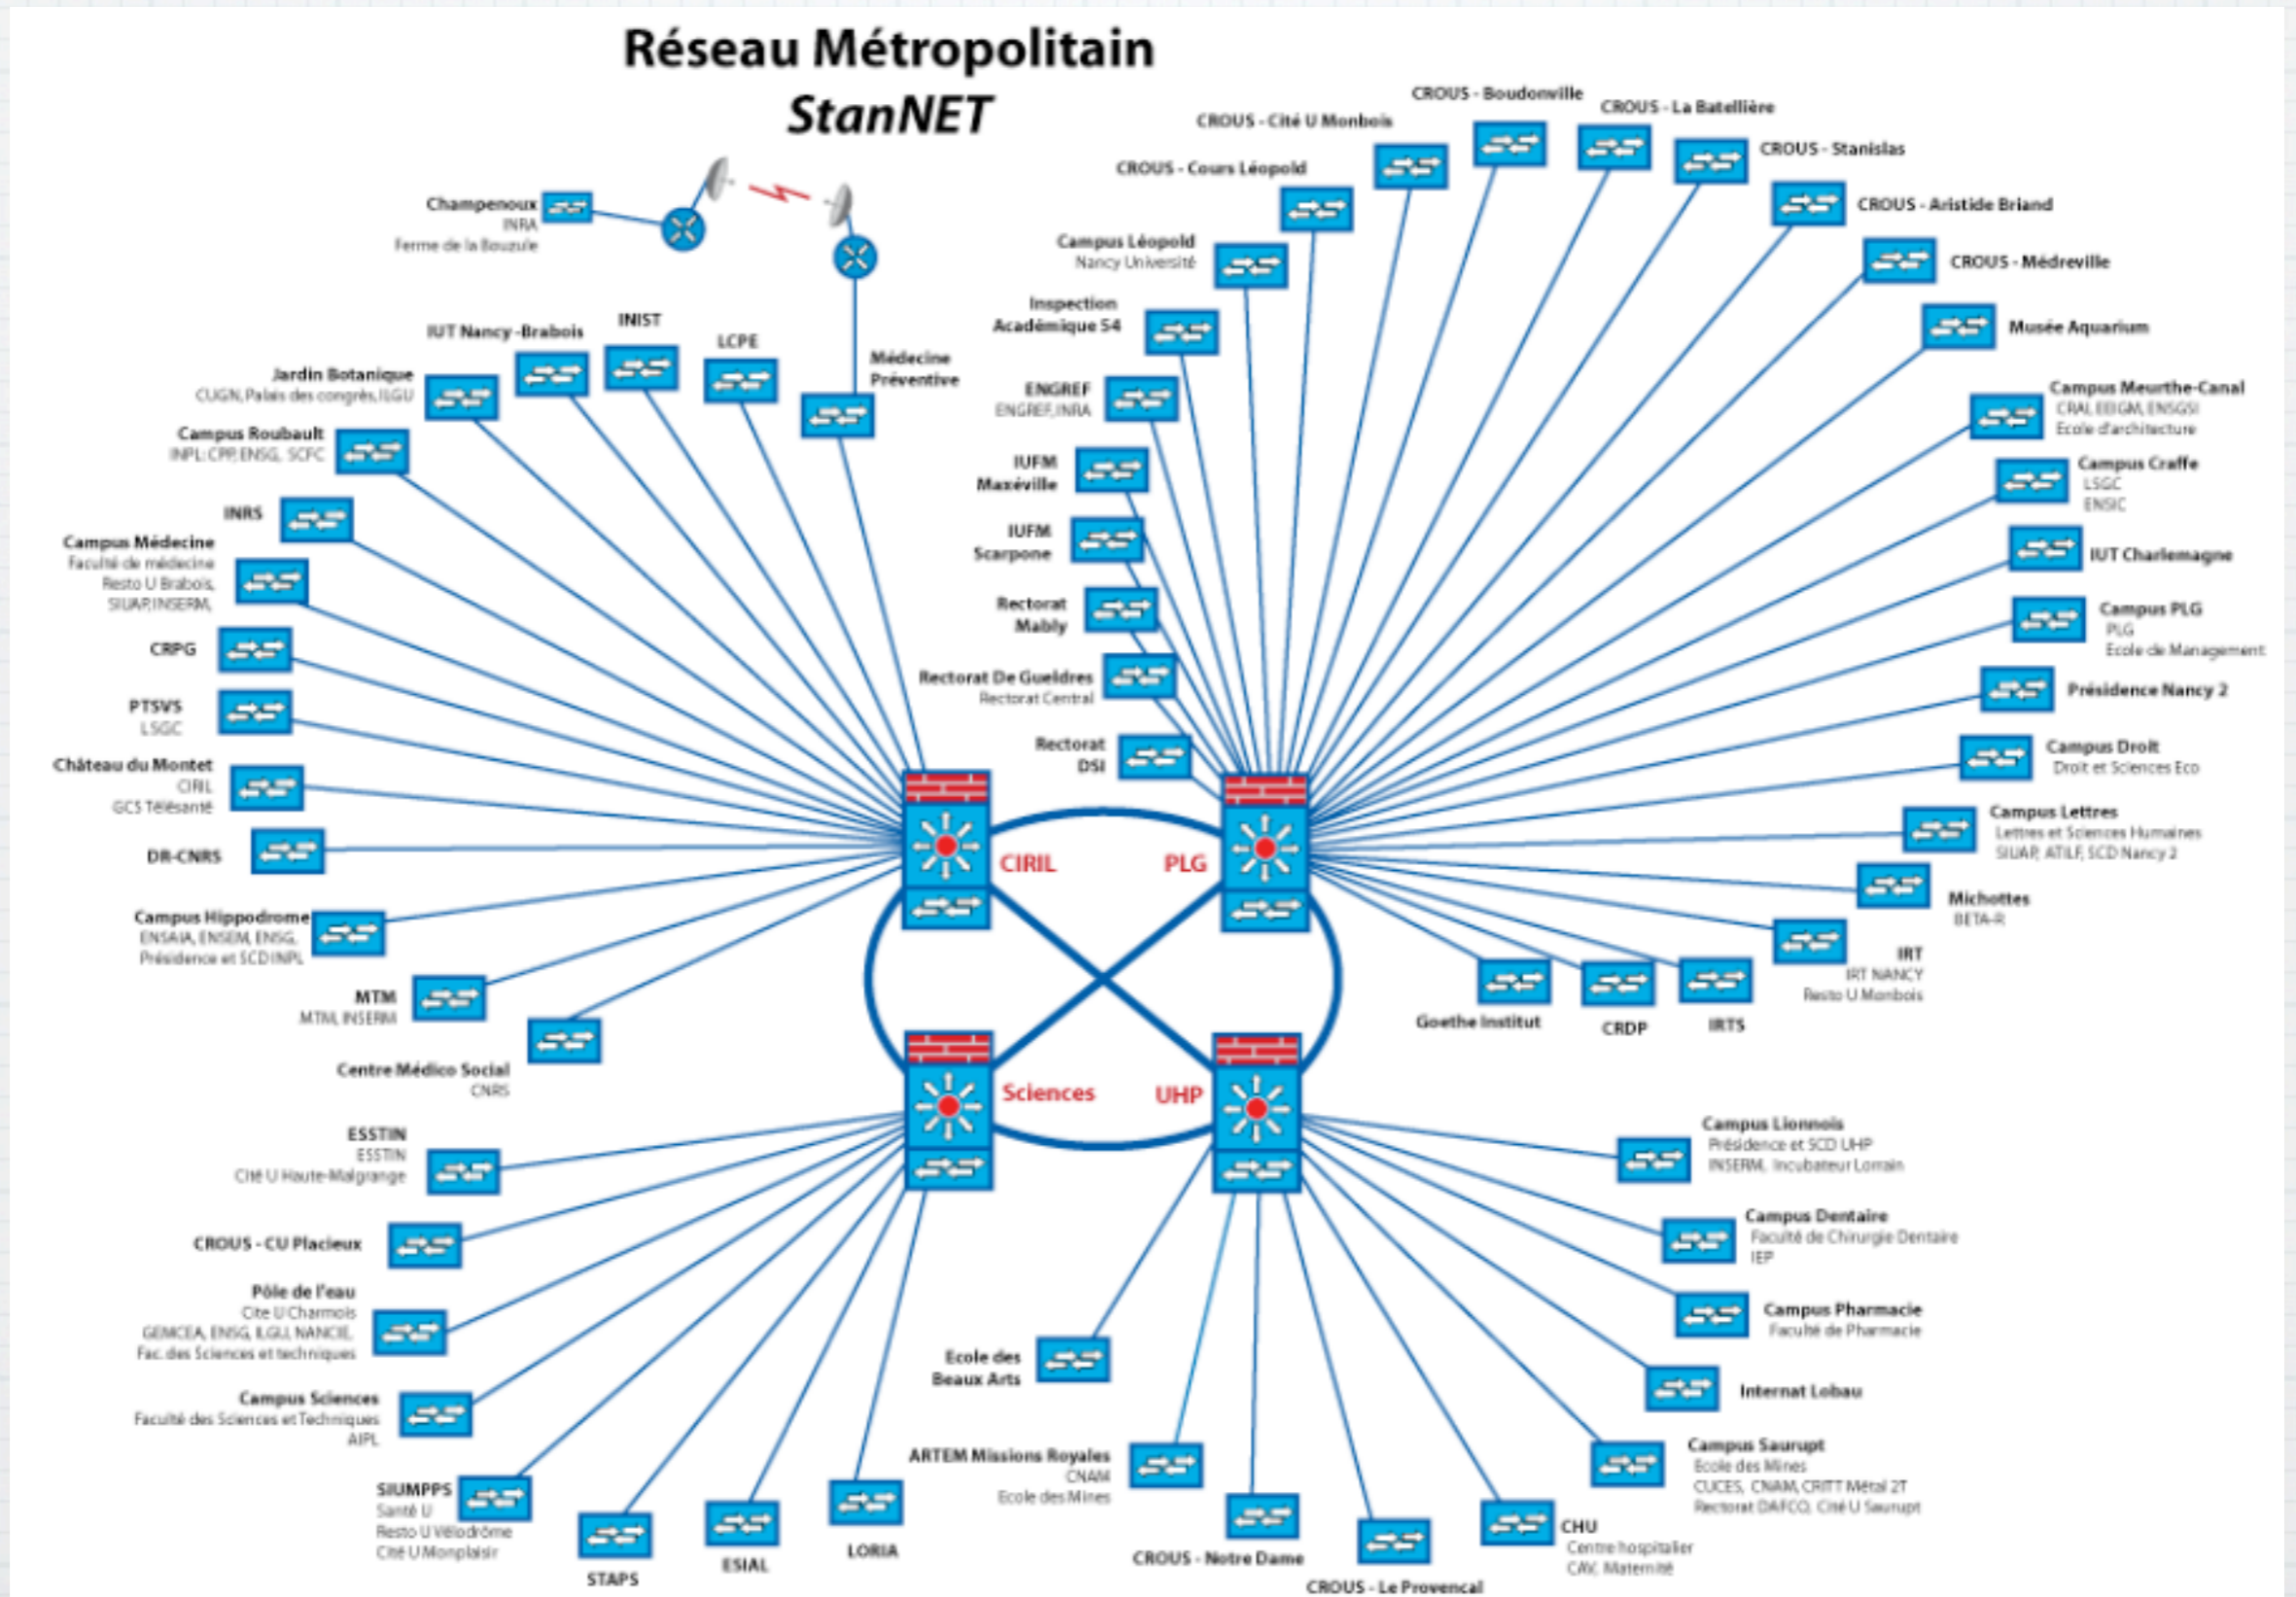 Réseau Métropolitain
StanNET
Champenoux
INRA
Ferme de la Bouzule
IUT Nancy -Brabois
INIST
LCPE
Médecine
Préventive
Jardin Botanique
CUGN, Palais des congrès, ILGU
Campus Roubault
INPL: CPP, ENSG, SCFC
INRS
Campus Médecine
Faculté de médecine
Resto U Brabois,
SIUAP, INSERM,
CRPG
PTSVS
LSGC
Château du Montet
CIRIL
GCS Télésanté
DR-CNRS
Campus Hippodrome
ENSAIA, ENSEM, ENSG,
Présidence et SCD INPL
MTM
MTM, INSERM
Centre Médico Social
CNRS
CROUS - Boudonville
CROUS - La Batellière
CROUS - Cité U Monbois
CROUS - Stanislas
CROUS - Cours Léopold
CROUS - Aristide Briand
Campus Léopold
Nancy Université
CROUS - Médreville
Inspection
Académique 54
Musée Aquarium
ENGREF
ENGREF, INRA
Campus Meurthe-Canal
CRAI, EEIGM, ENSGSI
Ecole d'architecture
IUFM
Maxéville
Campus Craffe
LSGC
ENSIC
IUFM
Scarpone
IUT Charlemagne
Rectorat
Mably
Campus PLG
PLG
Ecole de Management
Rectorat De Gueldres
Rectorat Central
Présidence Nancy 2
Rectorat
DSI
Campus Droit
Droit et Sciences Eco
Campus Lettres
Lettres et Sciences Humaines
SIUAP, ATILF, SCD Nancy 2
Michottes
BETA-R
IRT
IRT NANCY
Resto U Monbois
Goethe Institut
CRDP
IRTS
CIRIL
PLG
Sciences
UHP
ESSTIN
ESSTIN
Cité U Haute-Malgrange
CROUS - CU Placieux
Pôle de l'eau
Cite U Charmois
GEMCEA, ENSG, ILGU, NANCIE,
Fac. des Sciences et techniques
Campus Sciences
Faculté des Sciences et Techniques
AIPL
SIUMPPS
Santé U
Resto U Vélodrôme
Cité U Monplaisir
STAPS
ESIAL
LORIA
Ecole des
Beaux Arts
ARTEM Missions Royales
CNAM
Ecole des Mines
CROUS - Notre Dame
CROUS - Le Provencal
CHU
Centre hospitalier
CAV, Maternité
Campus Saurupt
Ecole des Mines
CUCES, CNAM, CRITT Métal 2T
Rectorat DAFCO, Cité U Saurupt
Internat Lobau
Campus Pharmacie
Faculté de Pharmacie
Campus Dentaire
Faculté de Chirurgie Dentaire
IEP
Campus Lionnois
Présidence et SCD UHP
INSERM, Incubateur Lorrain